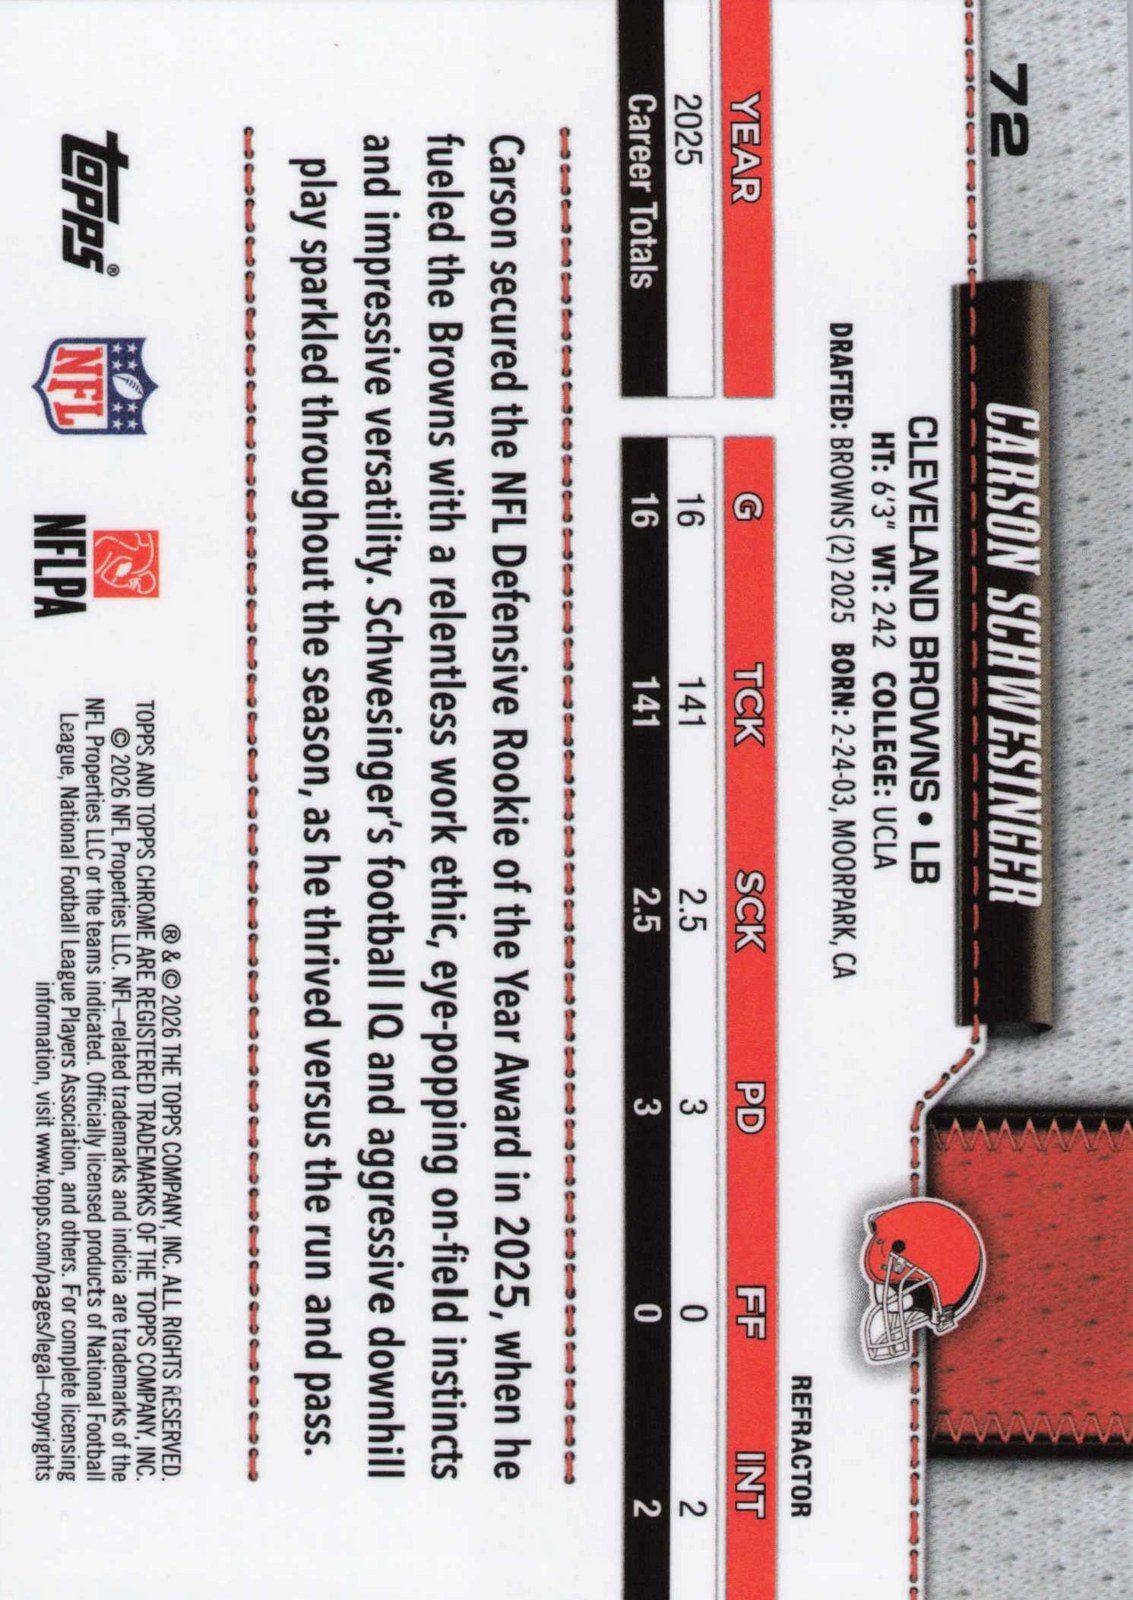 72
CARSON SCHWESINGER
CLEVELAND BROWNS • LB
HT: 6'3" WT: 242 COLLEGE: UCLA
DRAFTED: BROWNS (2) 2025 BORN: 2-24-03, MOORPARK, CA
REFRACTOR
YEAR G TCK SCK PD FF INT
2025 16 141 2.5 3 0 2
Career Totals 16 141 2.5 3 0 2
Carson secured the NFL Defensive Rookie of the Year Award in 2025, when he
fueled the Browns with a relentless work ethic, eye-popping on-field instincts
and impressive versatility. Schwesinger's football IQ and aggressive downhill
play sparkled throughout the season, as he thrived versus the run and pass.
topps®
NFL
NFLPA
® & © 2026 THE TOPPS COMPANY, INC. ALL RIGHTS RESERVED.
TOPPS AND TOPPS CHROME ARE REGISTERED TRADEMARKS OF THE TOPPS COMPANY, INC.
© 2026 NFL Properties LLC. NFL-related trademarks and indicia are trademarks of the
NFL Properties LLC or the teams indicated. Officially licensed products of National Football
League, National Football League Players Association, and others. For complete licensing
information, visit www.topps.com/pages/legal-copyrights